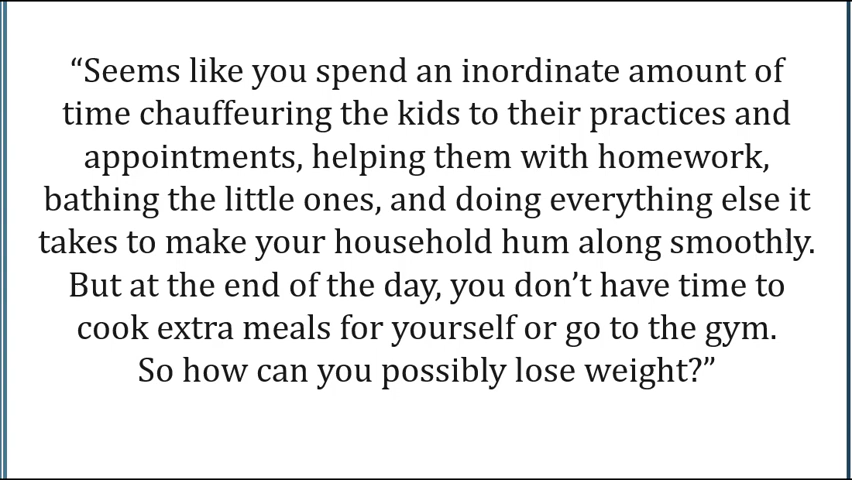 “Seems like you spend an inordinate amount of
time chauffeuring the kids to their practices and
appointments, helping them with homework,
bathing the little ones, and doing everything else it
takes to make your household hum along smoothly.
But at the end of the day, you don’t have time to
cook extra meals for yourself or go to the gym.
So how can you possibly lose weight?”